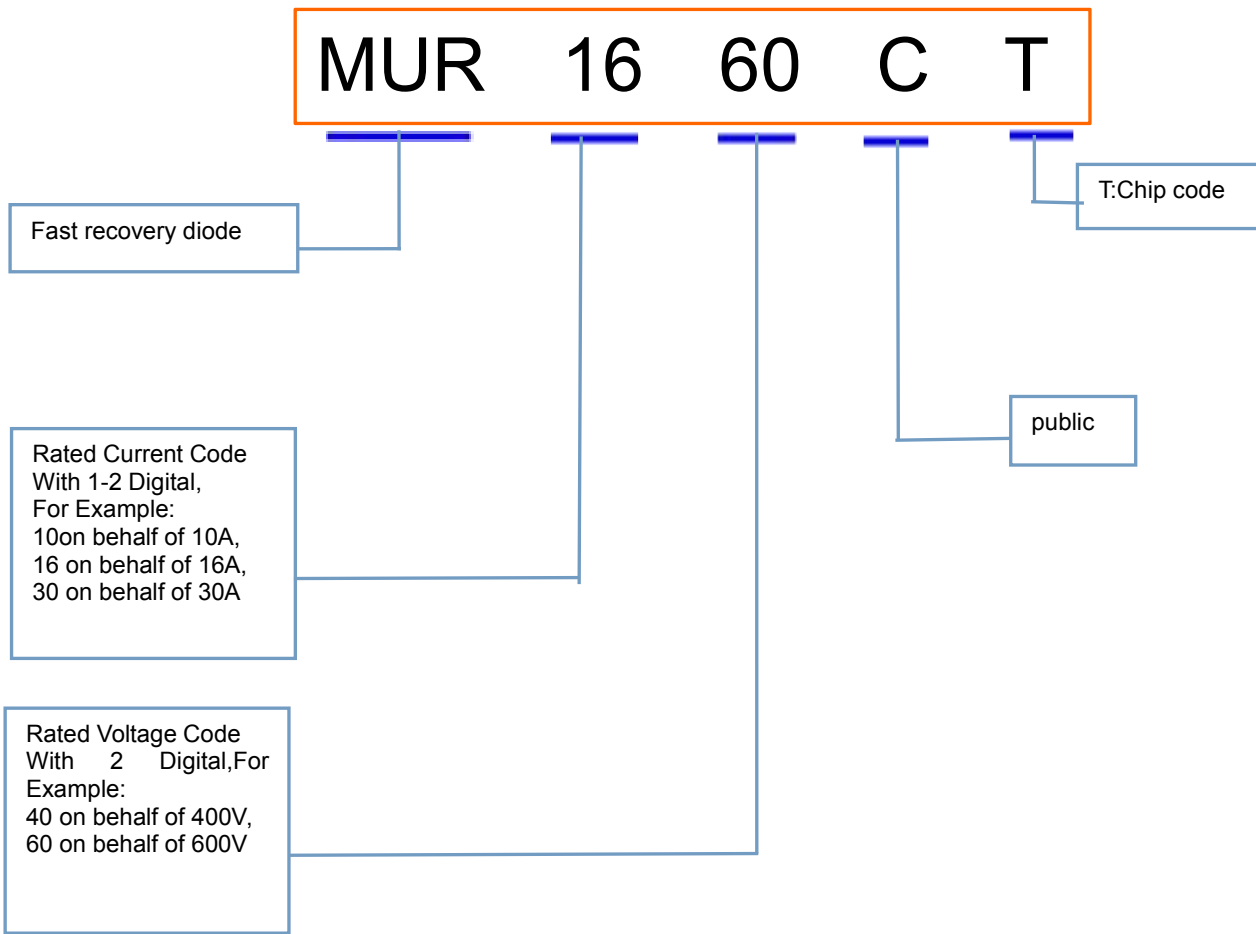 MUR 16 60 C T
T:Chip code
Fast recovery diode
public
Rated Current Code
With 1-2 Digital,
For Example:
10on behalf of 10A,
16 on behalf of 16A,
30 on behalf of 30A
Rated Voltage Code
With 2 Digital,For
Example:
40 on behalf of 400V,
60 on behalf of 600V